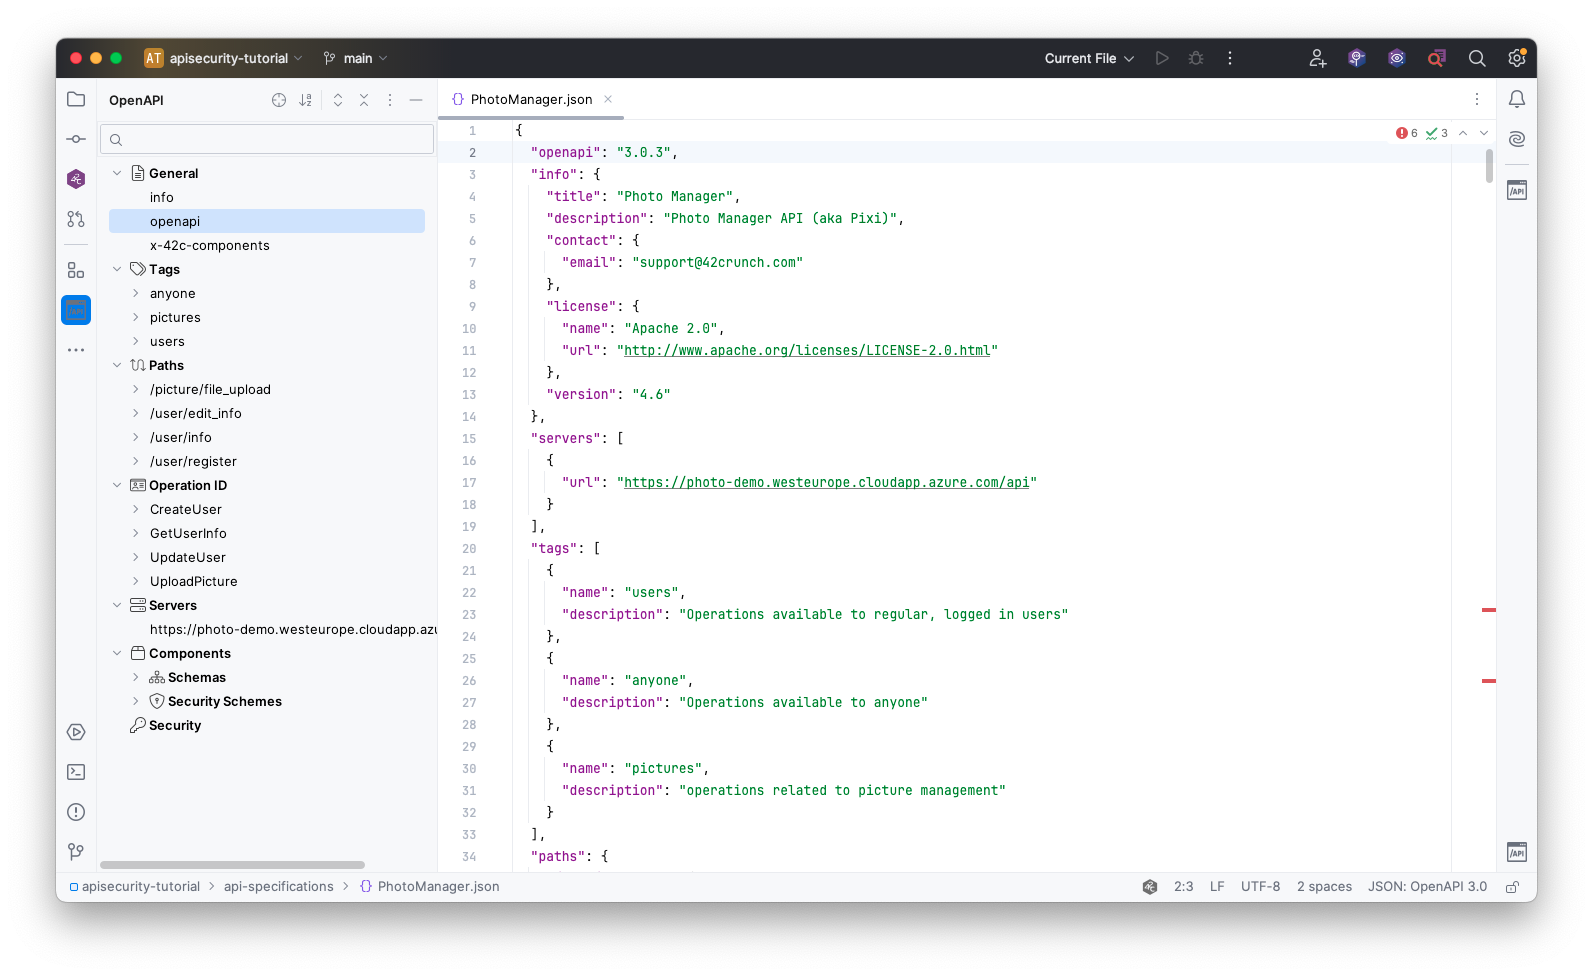 AT apisecurity-tutorial main Current File
OpenAPI
PhotoManager.json
General
info
openapi
x-42c-components
Tags
anyone
pictures
users
Paths
/picture/file_upload
/user/edit_info
/user/info
/user/register
Operation ID
CreateUser
GetUserInfo
UpdateUser
UploadPicture
Servers
https://photo-demo.westeurope.cloudapp.azu
Components
Schemas
Security Schemes
Security
6 3
1 {
2 "openapi": "3.0.3",
3 "info": {
4 "title": "Photo Manager",
5 "description": "Photo Manager API (aka Pixi)",
6 "contact": {
7 "email": "support@42crunch.com"
8 },
9 "license": {
10 "name": "Apache 2.0",
11 "url": "http://www.apache.org/licenses/LICENSE-2.0.html"
12 },
13 "version": "4.6"
14 },
15 "servers": [
16 {
17 "url": "https://photo-demo.westeurope.cloudapp.azure.com/api"
18 }
19 ],
20 "tags": [
21 {
22 "name": "users",
23 "description": "Operations available to regular, logged in users"
24 },
25 {
26 "name": "anyone",
27 "description": "Operations available to anyone"
28 },
29 {
30 "name": "pictures",
31 "description": "operations related to picture management"
32 }
33 ],
34 "paths": {
/API
/API
/API
apisecurity-tutorial > api-specifications > {} PhotoManager.json 2:3 LF UTF-8 2 spaces JSON: OpenAPI 3.0